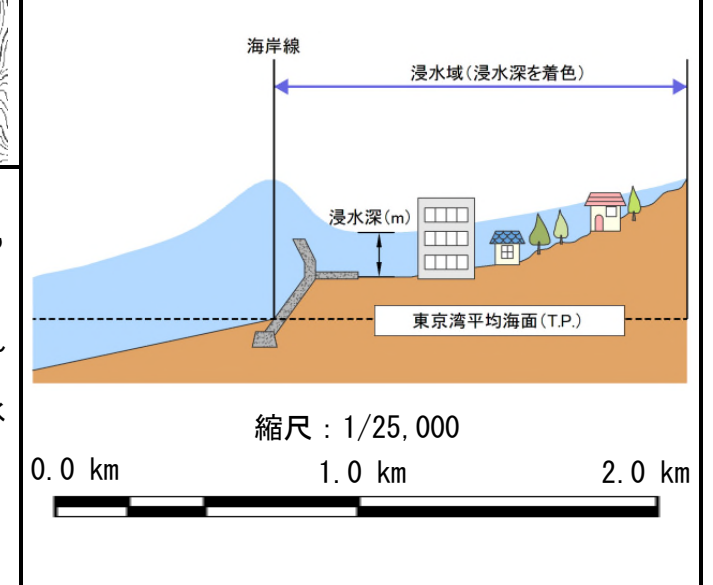 海岸線
浸水域(浸水深を着色)
浸水深(m)
東京湾平均海面(T.P.)
縮尺：1/25,000
0.0 km 1.0 km 2.0 km